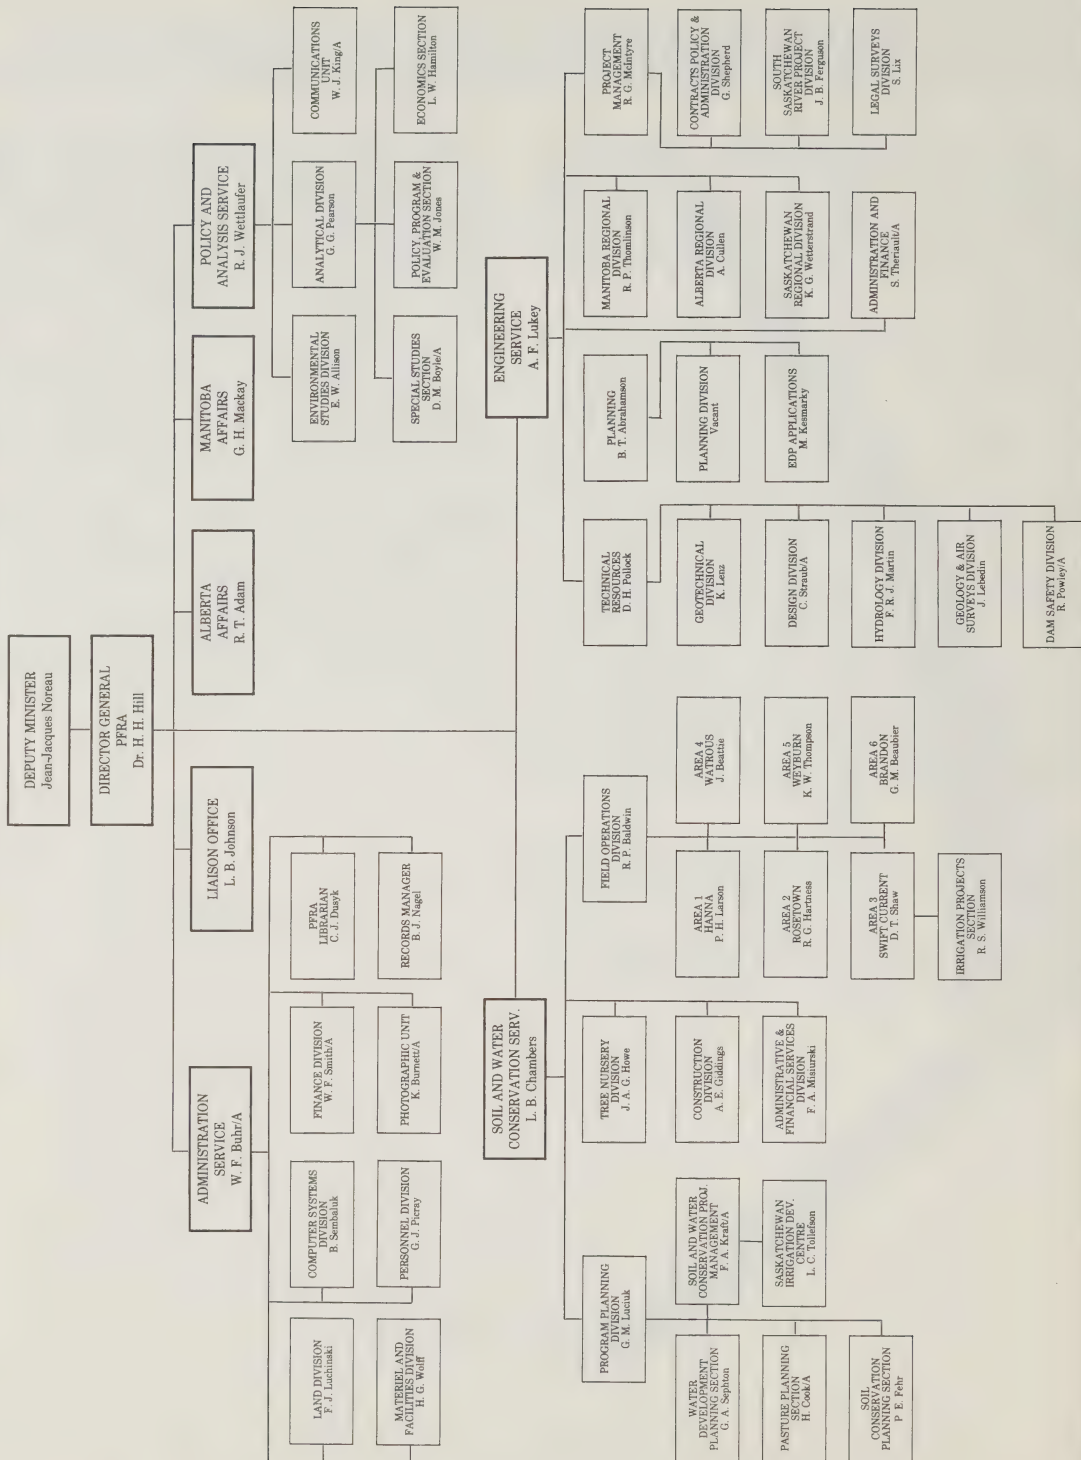 DEPUTY MINISTER
Jean-Jacques Noreau
DIRECTOR GENERAL
PFRA
Dr. H. H. Hill
ADMINISTRATION
SERVICE
W. F. Buhr/A
LIAISON OFFICE
L. B. Johnson
ALBERTA
AFFAIRS
R. T. Adam
MANITOBA
AFFAIRS
G. H. Mackay
POLICY AND
ANALYSIS SERVICE
R. J. Wettlaufer
LAND DIVISION
F. J. Luchinski
MATERIEL AND
FACILITIES DIVISION
H. G. Wolff
COMPUTER SYSTEMS
DIVISION
B. Sembaluk
PERSONNEL DIVISION
G. J. Picray
FINANCE DIVISION
W. F. Smith/A
PHOTOGRAPHIC UNIT
K. Burnett/A
PFRA
LIBRARIAN
C. J. Dusyk
RECORDS MANAGER
B. J. Nagel
ENVIRONMENTAL
STUDIES DIVISION
E. W. Allison
ANALYTICAL DIVISION
G. G. Pearson
COMMUNICATIONS
UNIT
W. J. King/A
SPECIAL STUDIES
SECTION
D. M. Boyle/A
POLICY, PROGRAM &
EVALUATION SECTION
W. M. Jones
ECONOMICS SECTION
L. W. Hamilton
SOIL AND WATER
CONSERVATION SERV.
L. B. Chambers
ENGINEERING
SERVICE
A. F. Lukey
PROGRAM PLANNING
DIVISION
G. M. Luciuk
WATER
DEVELOPMENT
PLANNING SECTION
G. A. Sephton
PASTURE PLANNING
SECTION
H. Cook/A
SOIL
CONSERVATION
PLANNING SECTION
P. E. Fehr
SOIL AND WATER
CONSERVATION PROJ.
MANAGEMENT
F. A. Kraft/A
SASKATCHEWAN
IRRIGATION DEV.
CENTRE
L. C. Tollefson
TREE NURSERY
DIVISION
J. A. G. Howe
CONSTRUCTION
DIVISION
A. E. Giddings
ADMINISTRATIVE &
FINANCIAL SERVICES
DIVISION
F. A. Misiurski
FIELD OPERATIONS
DIVISION
R. P. Baldwin
AREA 1
HANNA
P. H. Larson
AREA 2
ROSETOWN
R. G. Hartness
AREA 3
SWIFT CURRENT
D. T. Shaw
IRRIGATION PROJECTS
SECTION
R. S. Williamson
AREA 4
WATROUS
J. Beattie
AREA 5
WEYBURN
K. W. Thompson
AREA 6
BRANDON
G. M. Beaubier
TECHNICAL
RESOURCES
D. H. Pollock
GEOTECHNICAL
DIVISION
K. Lenz
DESIGN DIVISION
C. Straub/A
HYDROLOGY DIVISION
F. R. J. Martin
GEOLOGY & AIR
SURVEYS DIVISION
J. Lebedin
DAM SAFETY DIVISION
R. Powley/A
PLANNING
B. T. Abrahamson
PLANNING DIVISION
Vacant
EDP APPLICATIONS
M. Kesmarky
MANITOBA REGIONAL
DIVISION
R. P. Thomlinson
ALBERTA REGIONAL
DIVISION
A. Cullen
SASKATCHEWAN
REGIONAL DIVISION
K. G. Wetterstrand
ADMINISTRATION AND
FINANCE
S. Theriault/A
PROJECT
MANAGEMENT
R. G. McIntyre
CONTRACTS POLICY &
ADMINISTRATION
DIVISION
G. Shepherd
SOUTH
SASKATCHEWAN
RIVER PROJECT
DIVISION
J. B. Ferguson
LEGAL SURVEYS
DIVISION
S. Lix